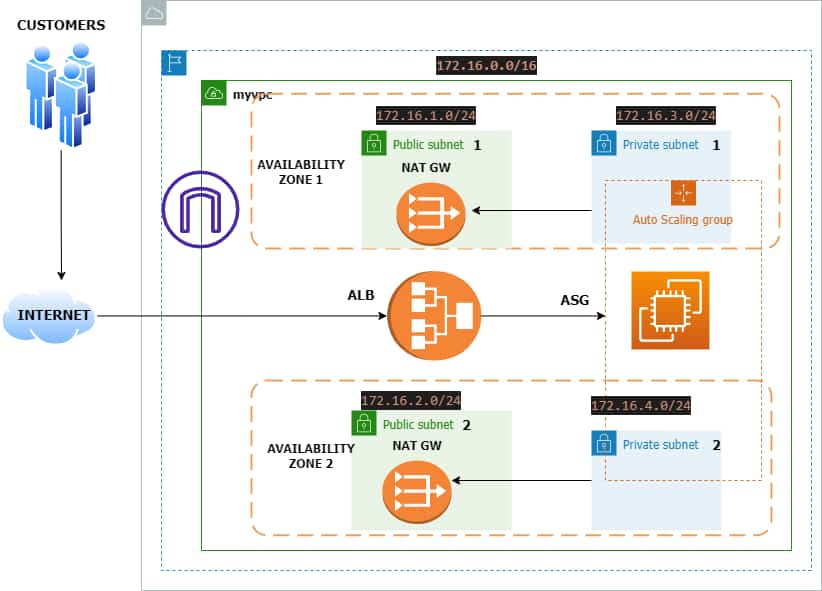 CUSTOMERS
172.16.0.0/16
myvpc
172.16.1.0/24
172.16.3.0/24
Public subnet 1
Private subnet 1
AVAILABILITY
ZONE 1
NAT GW
Auto Scaling group
INTERNET
ALB
ASG
172.16.2.0/24
172.16.4.0/24
Public subnet 2
Private subnet 2
AVAILABILITY
ZONE 2
NAT GW